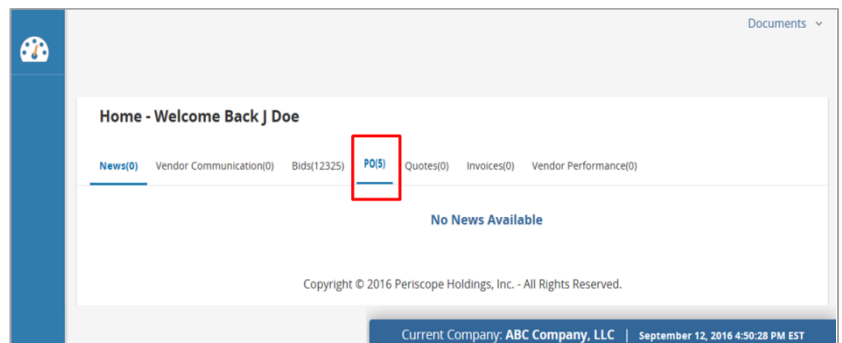 Documents
Home - Welcome Back J Doe
News(0) Vendor Communication(0) Bids(12325) PO(5) Quotes(0) Invoices(0) Vendor Performance(0)
No News Available
Copyright © 2016 Periscope Holdings, Inc. - All Rights Reserved.
Current Company: ABC Company, LLC | September 12, 2016 4:50:28 PM EST